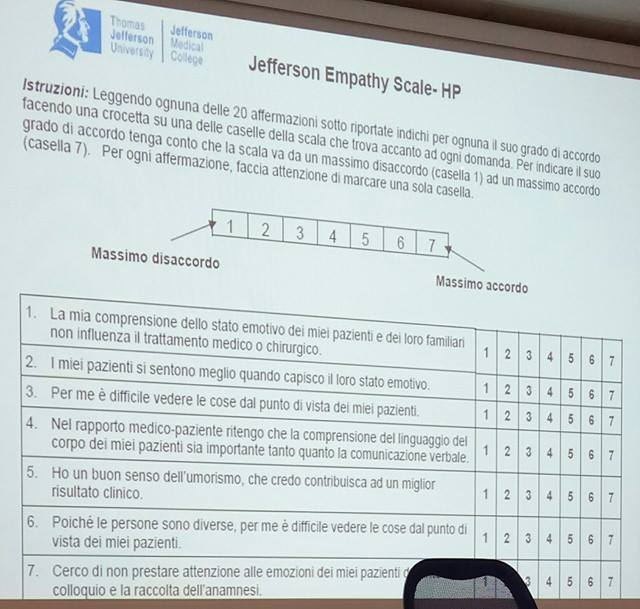 Thomas
Jefferson
University
Jefferson
Medical
College
Jefferson Empathy Scale- HP
Istruzioni: Leggendo ognuna delle 20 affermazioni sotto riportate indichi per ognuna il suo grado di accordo
facendo una crocetta su una delle caselle della scala che trova accanto ad ogni domanda. Per indicare il suo
grado di accordo tenga conto che la scala va da un massimo disaccordo (casella 1) ad un massimo accordo
(casella 7). Per ogni affermazione, faccia attenzione di marcare una sola casella.
1 2 3 4 5 6 7
Massimo disaccordo
Massimo accordo
1. La mia comprensione dello stato emotivo dei miei pazienti e dei loro familiari
non influenza il trattamento medico o chirurgico.
1 2 3 4 5 6 7
2. I miei pazienti si sentono meglio quando capisco il loro stato emotivo.
1 2 3 4 5 6 7
3. Per me è difficile vedere le cose dal punto di vista dei miei pazienti.
1 2 3 4 5 6 7
4. Nel rapporto medico-paziente ritengo che la comprensione del linguaggio del
corpo dei miei pazienti sia importante tanto quanto la comunicazione verbale.
1 2 3 4 5 6 7
5. Ho un buon senso dell'umorismo, che credo contribuisca ad un miglior
risultato clinico.
1 2 3 4 5 6 7
6. Poichè le persone sono diverse, per me è difficile vedere le cose dal punto di
vista dei miei pazienti.
1 2 3 4 5 6 7
7. Cerco di non prestare attenzione alle emozioni dei miei pazienti
colloquio e la raccolta dell'anamnesi.
1 3 4 5 6 7